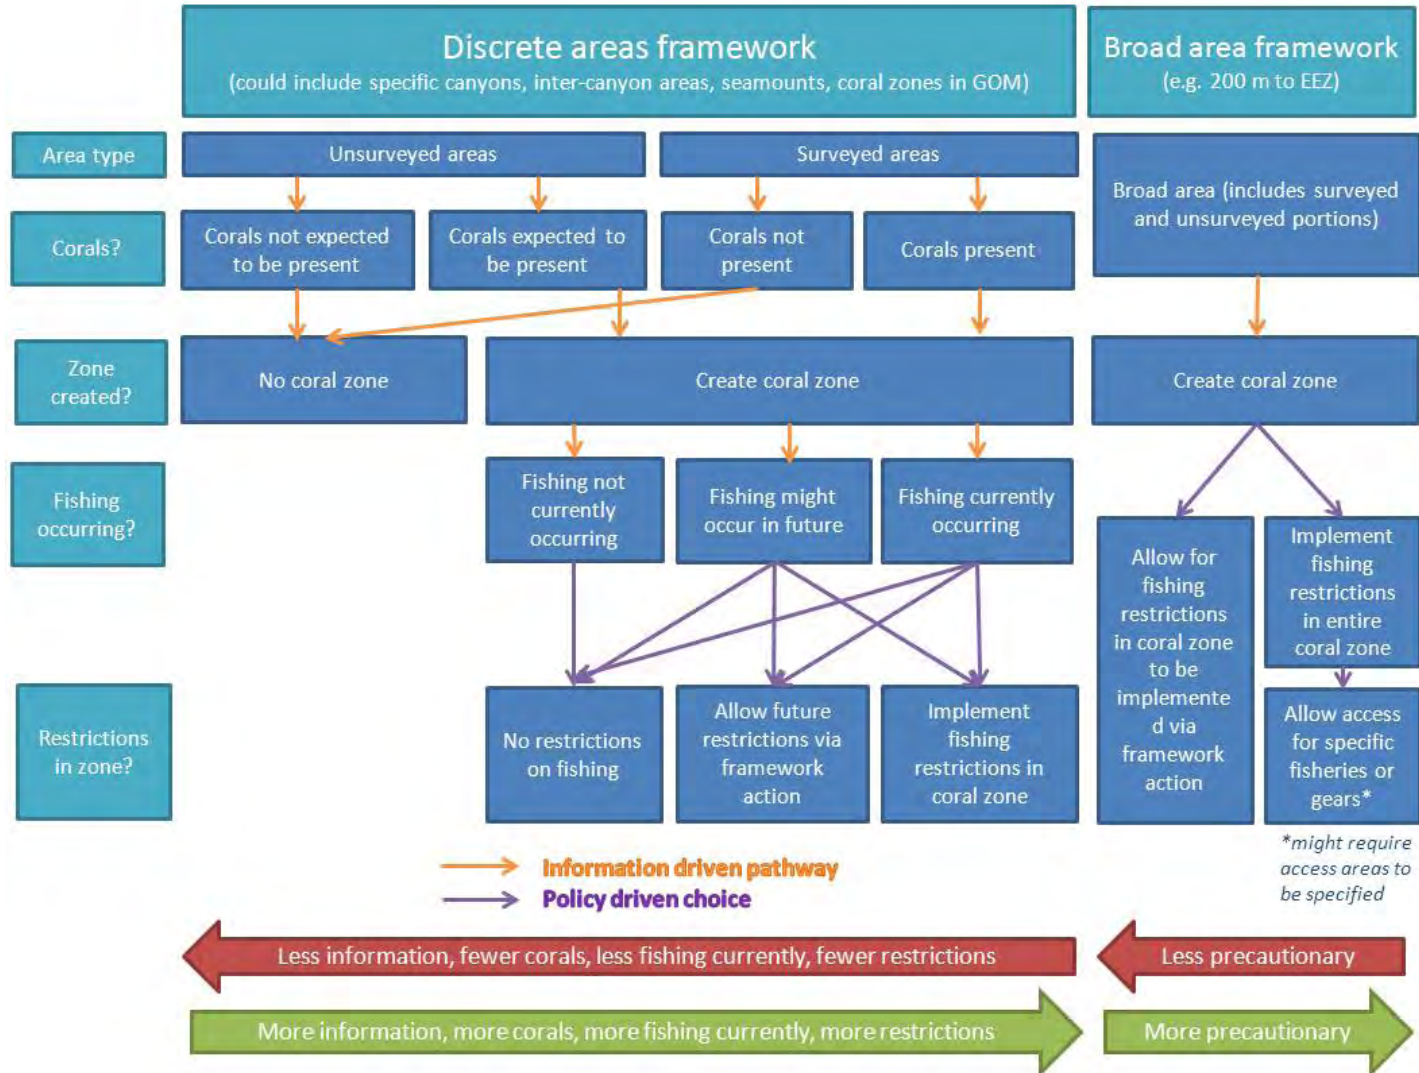 Discrete areas framework
(could include specific canyons, inter-canyon areas, seamounts, coral zones in GOM)
Broad area framework
(e.g. 200 m to EEZ)
Area type
Unsurveyed areas
Surveyed areas
Broad area (includes surveyed
and unsurveyed portions)
Corals?
Corals not expected
to be present
Corals expected to
be present
Corals not
present
Corals present
Zone
created?
No coral zone
Create coral zone
Create coral zone
Fishing
occurring?
Fishing not
currently
occurring
Fishing might
occur in future
Fishing currently
occurring
Allow for
fishing
restrictions
in coral zone
to be
implemente
d via
framework
action
Implement
fishing
restrictions
in entire
coral zone
Restrictions
in zone?
No restrictions
on fishing
Allow future
restrictions via
framework
action
Implement
fishing
restrictions in
coral zone
Allow access
for specific
fisheries or
gears*
*might require
access areas to
be specified
Information driven pathway
Policy driven choice
Less information, fewer corals, less fishing currently, fewer restrictions
Less precautionary
More information, more corals, more fishing currently, more restrictions
More precautionary